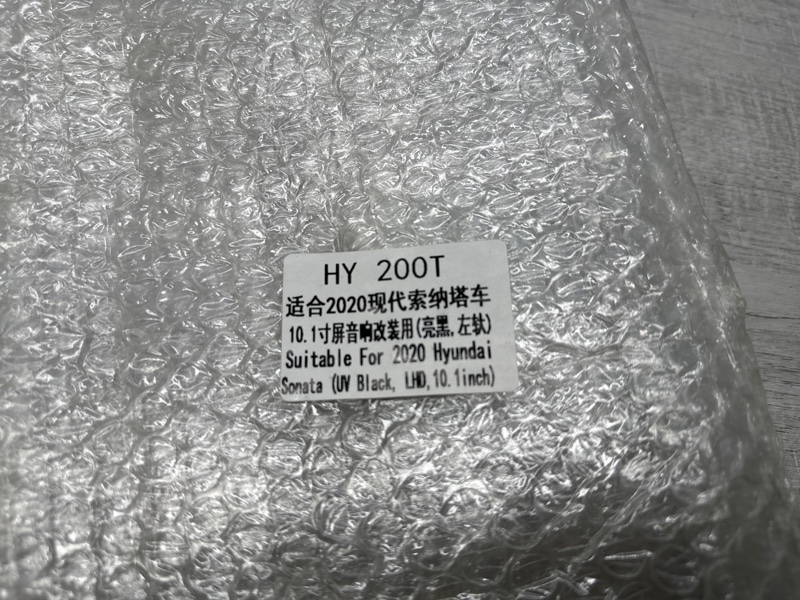 HY 200T
适合2020现代索纳塔车
10.1寸屏音响改装用(亮黑,左轪)
Suitable For 2020 Hyundai
Sonata (UV Black, LHD,10.1inch)